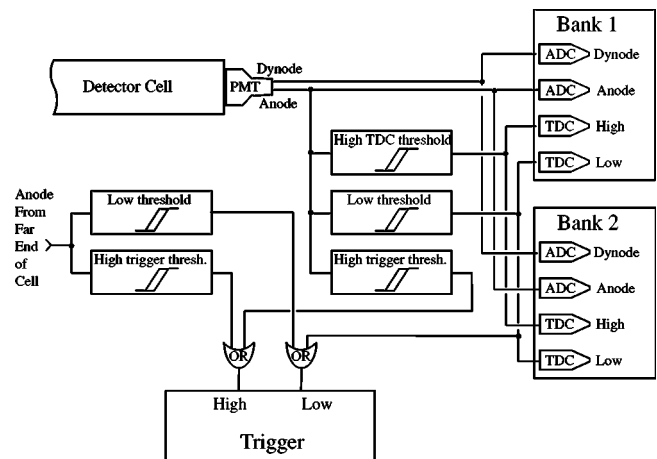 Bank 1
Dynode
ADC Dynode
Detector Cell
PMT
Anode
ADC Anode
High TDC threshold
TDC High
TDC Low
Anode
From
Far
End
of
Cell
Low threshold
Low threshold
Bank 2
High trigger thresh.
High trigger thresh.
ADC Dynode
ADC Anode
TDC High
OR
OR
TDC Low
High
Low
Trigger